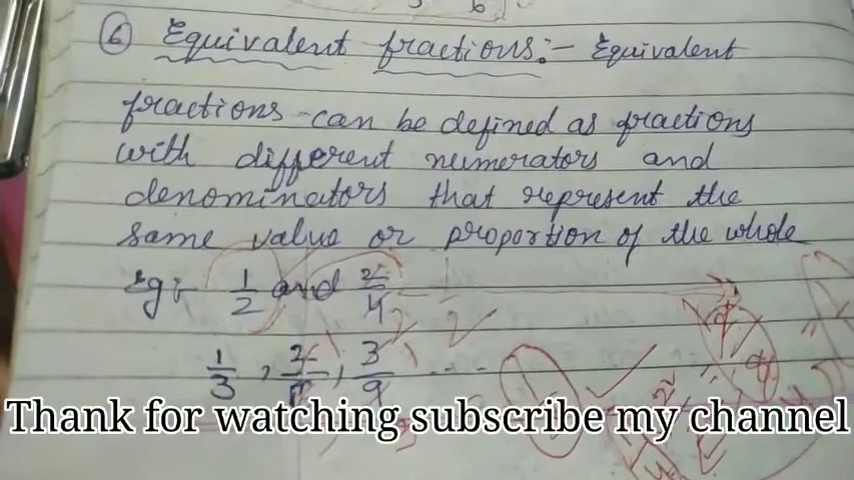 ⑥ Equivalent fractions:- Equivalent
fractions can be defined as fractions
with different numerators and
denominators that represent the
same value or proportion of the whole
Eg:- 1/2 and 2/4
1/3, 2/, 3/9 ....
Thank for watching subscribe my channel